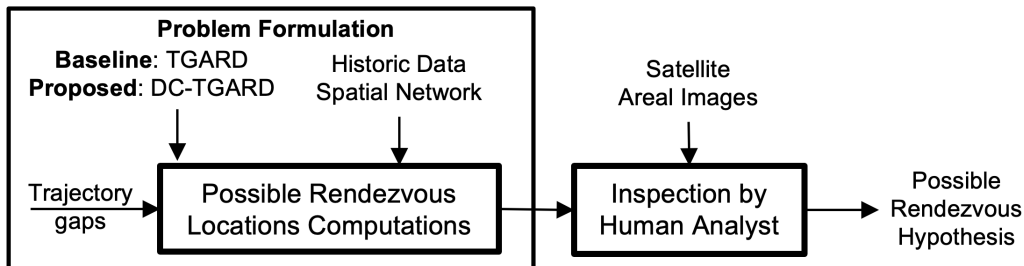 Problem Formulation
Baseline: TGARD
Proposed: DC-TGARD
Historic Data
Spatial Network
Trajectory
gaps
Possible Rendezvous
Locations Computations
Satellite
Areal Images
Inspection by
Human Analyst
Possible
Rendezvous
Hypothesis